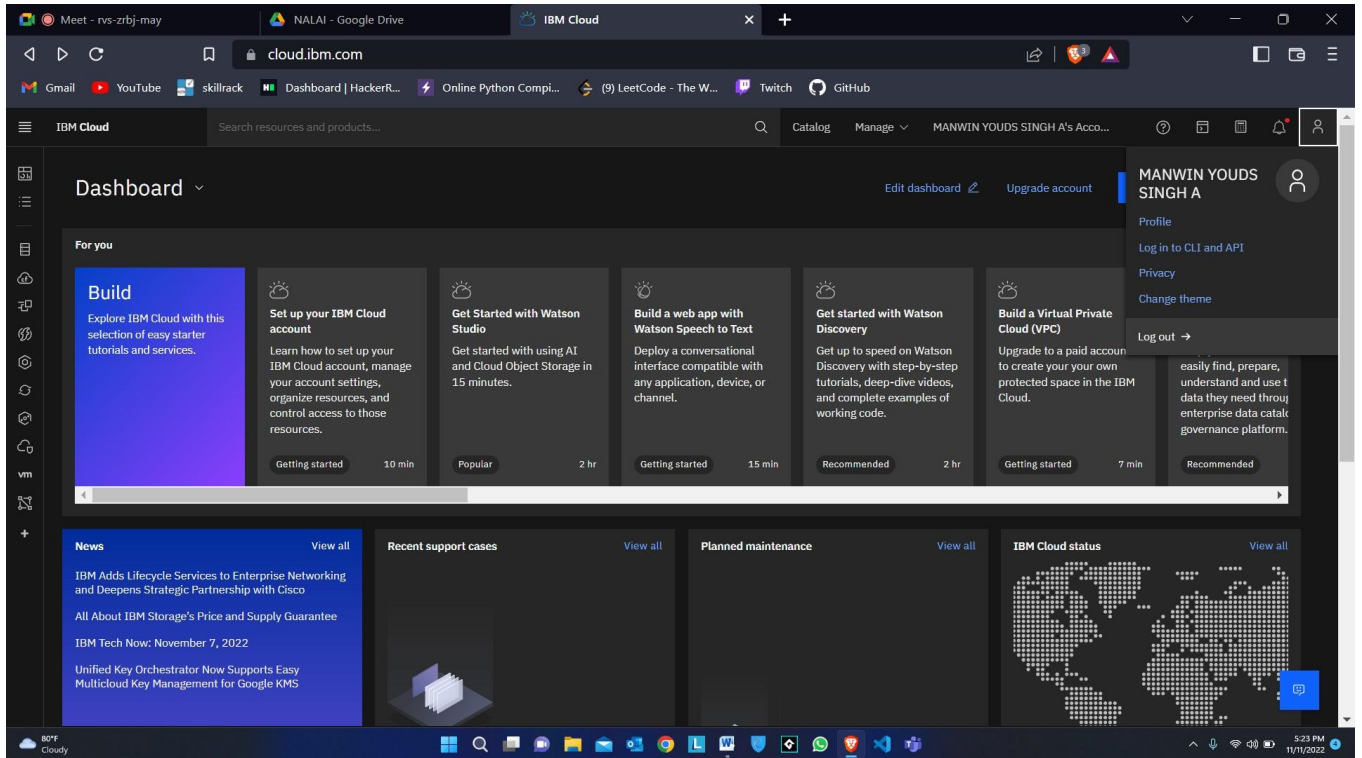 Meet - rvs-zrbj-may
NALAI - Google Drive
IBM Cloud
cloud.ibm.com
3
Gmail
YouTube
skillrack
Dashboard | HackerR...
Online Python Compi...
(9) LeetCode - The W...
Twitch
GitHub
IBM Cloud
Search resources and products...
Catalog
Manage
MANWIN YOUDS SINGH A's Acco...
Dashboard
Edit dashboard
Upgrade account
MANWIN YOUDS
SINGH A
Profile
Log in to CLI and API
Privacy
Change theme
Log out →
For you
Build
Explore IBM Cloud with this
selection of easy starter
tutorials and services.
Set up your IBM Cloud
account
Learn how to set up your
IBM Cloud account, manage
your account settings,
organize resources, and
control access to those
resources.
Getting started
10 min
Get Started with Watson
Studio
Get started with using AI
and Cloud Object Storage in
15 minutes.
Popular
2 hr
Build a web app with
Watson Speech to Text
Deploy a conversational
interface compatible with
any application, device, or
channel.
Getting started
15 min
Get started with Watson
Discovery
Get up to speed on Watson
Discovery with step-by-step
tutorials, deep-dive videos,
and complete examples of
working code.
Recommended
2 hr
Build a Virtual Private
Cloud (VPC)
Upgrade to a paid accoun
to create your your own
protected space in the IBM
Cloud.
Getting started
7 min
easily find, prepare,
understand and use t
data they need throug
enterprise data catalo
governance platform.
Recommended
vm
News
View all
IBM Adds Lifecycle Services to Enterprise Networking
and Deepens Strategic Partnership with Cisco
All About IBM Storage's Price and Supply Guarantee
IBM Tech Now: November 7, 2022
Unified Key Orchestrator Now Supports Easy
Multicloud Key Management for Google KMS
Recent support cases
View all
Planned maintenance
View all
IBM Cloud status
View all
80°F
Cloudy
5:23 PM
11/11/2022
4